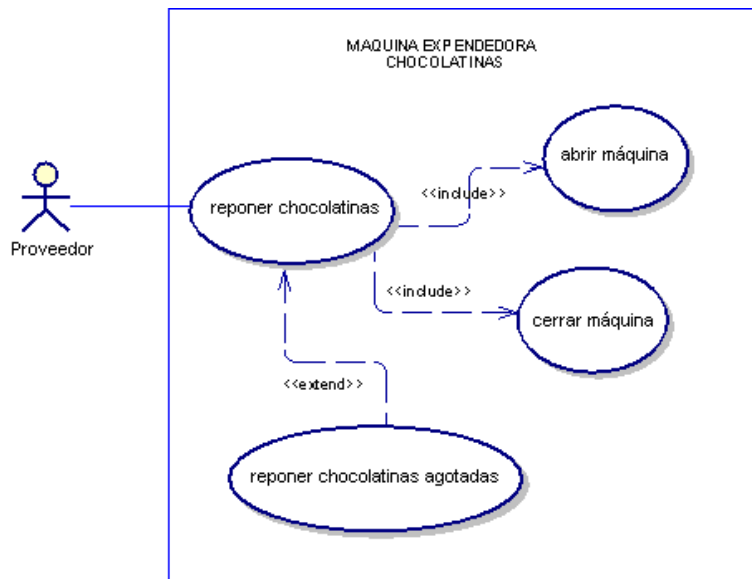 MAQUINA EXPENDEDORA
CHOCOLATINAS
abrir máquina
<<include>>
reponer chocolatinas
Proveedor
<<include>>
cerrar máquina
<<extend>>
reponer chocolatinas agotadas